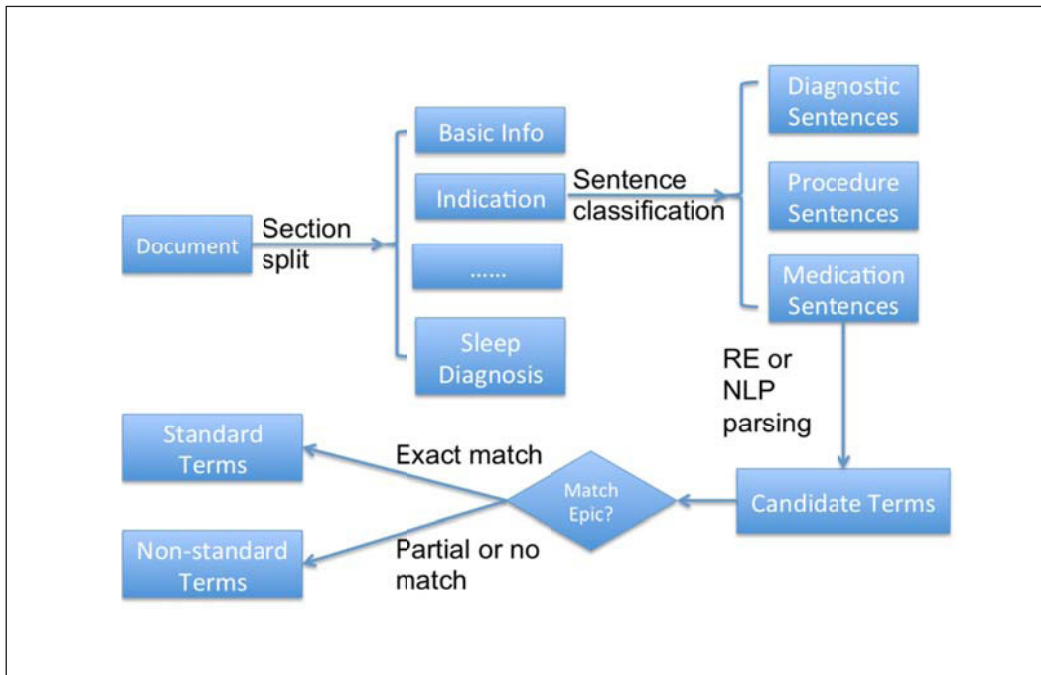 Document
Section
split
Basic Info
Indication
......
Sleep
Diagnosis
Sentence
classification
Diagnostic
Sentences
Procedure
Sentences
Medication
Sentences
RE or
NLP
parsing
Candidate Terms
Match
Epic?
Exact match
Partial or no
match
Standard
Terms
Non-standard
Terms